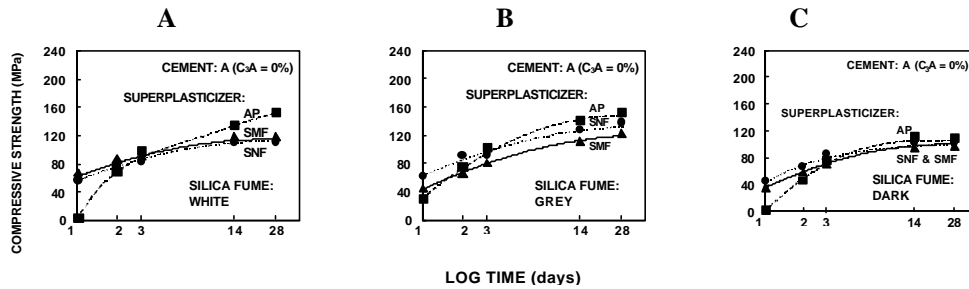 A
B
C
COMPRESSIVE STRENGTH (MPa)
240
200
160
120
80
40
0
CEMENT: A (C₃A = 0%)
SUPERPLASTICIZER:
AP
SMF
SNF
SILICA FUME:
WHITE
1 2 3 14 28
240
200
160
120
80
40
0
CEMENT: A (C₃A = 0%)
SUPERPLASTICIZER:
AP
SNF
SMF
SILICA FUME:
GREY
1 2 3 14 28
240
200
160
120
80
40
0
CEMENT: A (C₃A = 0%)
SUPERPLASTICIZER:
AP
SNF & SMF
SILICA FUME:
DARK
1 2 3 14 28
LOG TIME (days)